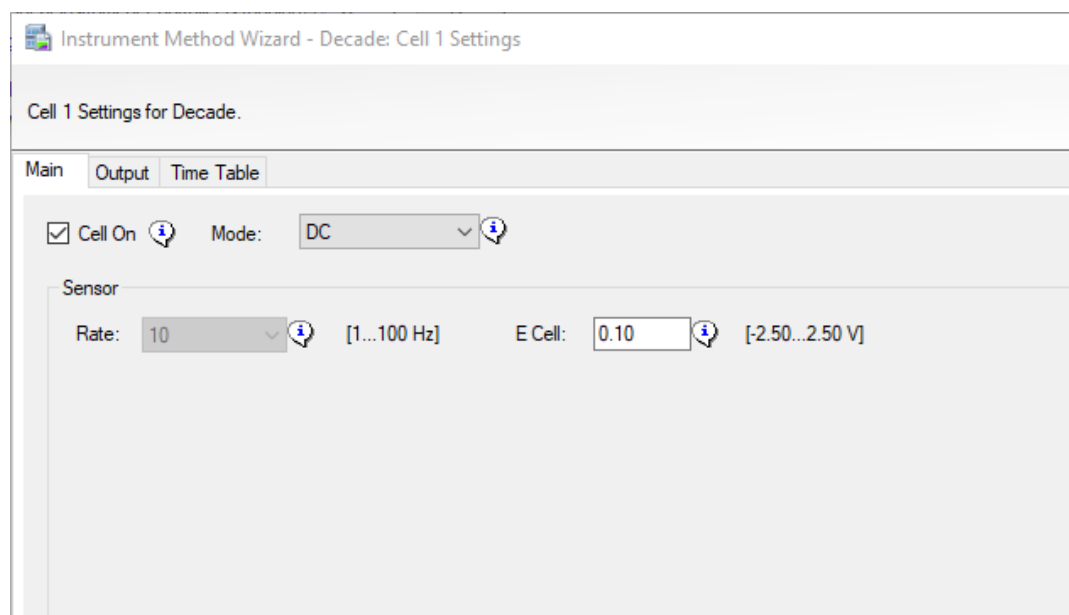 Instrument Method Wizard - Decade: Cell 1 Settings
Cell 1 Settings for Decade.
Main Output Time Table
Cell On Mode: DC
Sensor
Rate: 10 [1...100 Hz] E Cell: 0.10 [-2.50...2.50 V]